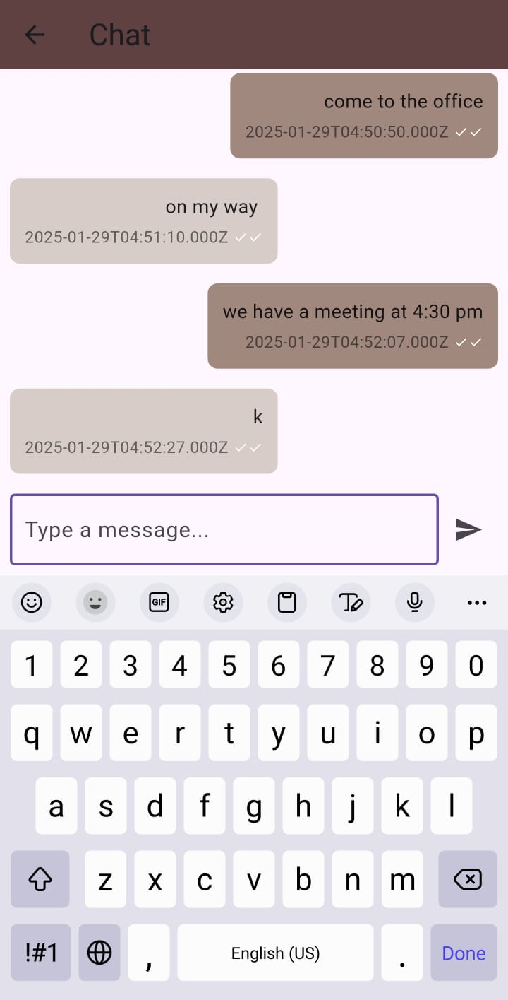 Chat
come to the office
2025-01-29T04:50:50.000Z
on my way
2025-01-29T04:51:10.000Z
we have a meeting at 4:30 pm
2025-01-29T04:52:07.000Z
k
2025-01-29T04:52:27.000Z
Type a message...
GIF
1 2 3 4 5 6 7 8 9 0
q w e r t y u i o p
a s d f g h j k l
z x c v b n m
!#1 , English (US) . Done